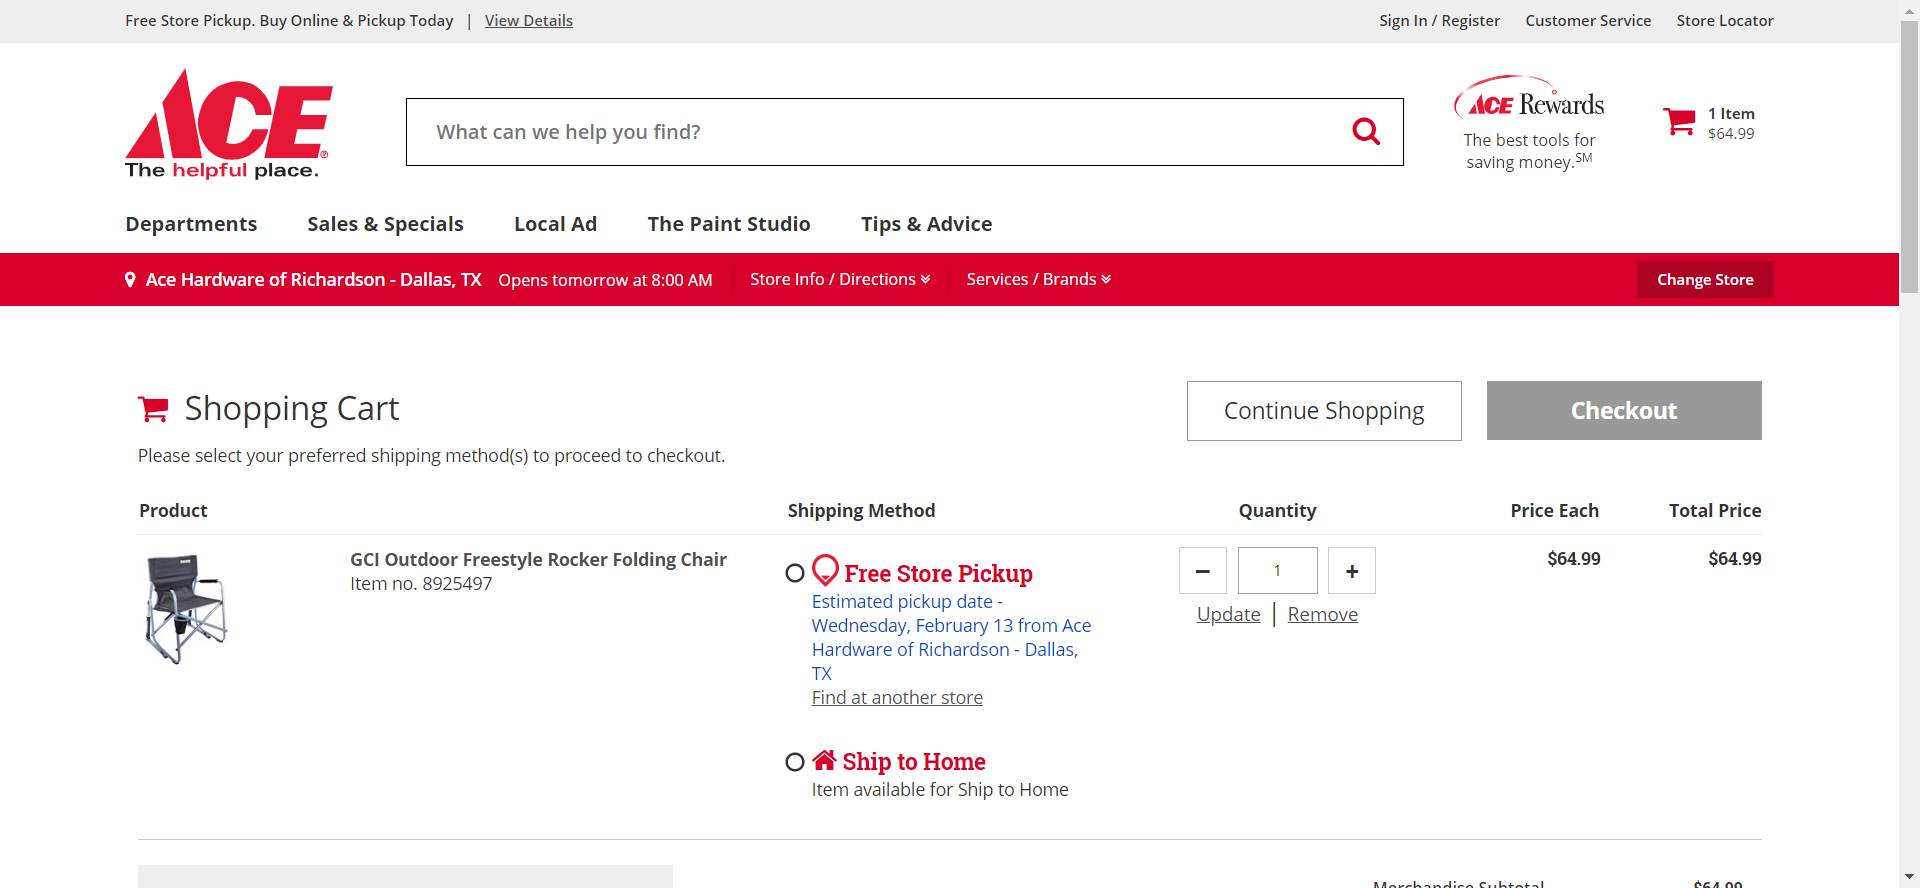 Free Store Pickup. Buy Online & Pickup Today | View Details
Sign In / Register Customer Service Store Locator
ACE
The helpful place.
What can we help you find?
ACE Rewards
The best tools for
saving money.SM
1 Item
$64.99
Departments Sales & Specials Local Ad The Paint Studio Tips & Advice
Ace Hardware of Richardson - Dallas, TX Opens tomorrow at 8:00 AM Store Info / Directions Services / Brands Change Store
Shopping Cart
Continue Shopping Checkout
Please select your preferred shipping method(s) to proceed to checkout.
Product Shipping Method Quantity Price Each Total Price
GCI Outdoor Freestyle Rocker Folding Chair
Item no. 8925497
Free Store Pickup
Estimated pickup date -
Wednesday, February 13 from Ace
Hardware of Richardson - Dallas,
TX
Find at another store
Ship to Home
Item available for Ship to Home
− 1 +
Update | Remove
$64.99 $64.99
Merchandise Subtotal $64.99